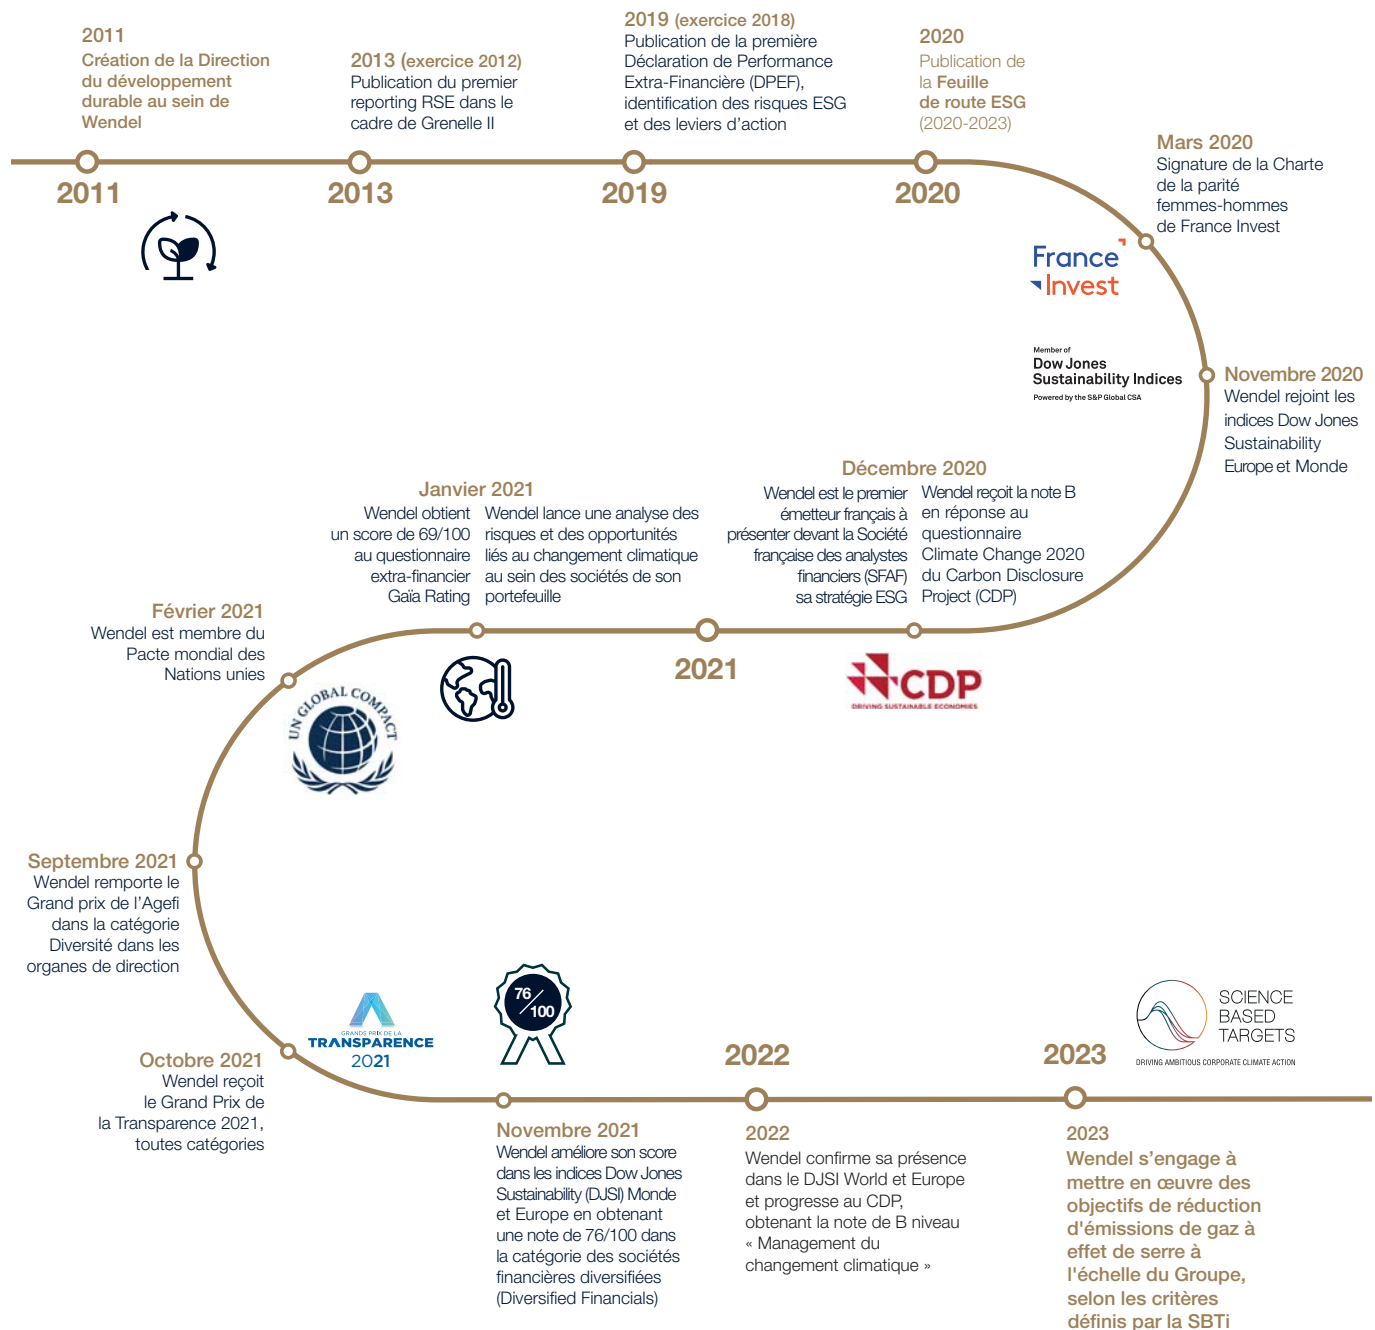 2011
Création de la Direction
du développement
durable au sein de
Wendel
2013 (exercice 2012)
Publication du premier
reporting RSE dans le
cadre de Grenelle II
2019 (exercice 2018)
Publication de la première
Déclaration de Performance
Extra-Financière (DPEF),
identification des risques ESG
et des leviers d'action
2020
Publication de
la Feuille
de route ESG
(2020-2023)
2011
2013
2019
2020
Mars 2020
Signature de la Charte
de la parité
femmes-hommes
de France Invest
France
Invest
Member of
Dow Jones
Sustainability Indices
Powered by the S&P Global CSA
Novembre 2020
Wendel rejoint les
indices Dow Jones
Sustainability
Europe et Monde
Décembre 2020
Wendel est le premier
émetteur français à
présenter devant la Société
française des analystes
financiers (SFAF)
sa stratégie ESG
Wendel reçoit la note B
en réponse au
questionnaire
Climate Change 2020
du Carbon Disclosure
Project (CDP)
CDP
DRIVING SUSTAINABLE ECONOMIES
2021
Janvier 2021
Wendel obtient
un score de 69/100
au questionnaire
extra-financier
Gaïa Rating
Wendel lance une analyse des
risques et des opportunités
liés au changement climatique
au sein des sociétés de son
portefeuille
Février 2021
Wendel est membre du
Pacte mondial des
Nations unies
UN GLOBAL COMPACT
Septembre 2021
Wendel remporte le
Grand prix de l'Agefi
dans la catégorie
Diversité dans les
organes de direction
Octobre 2021
Wendel reçoit
le Grand Prix de
la Transparence 2021,
toutes catégories
GRANDS PRIX DE LA
TRANSPARENCE
2021
76/100
Novembre 2021
Wendel améliore son score
dans les indices Dow Jones
Sustainability (DJSI) Monde
et Europe en obtenant
une note de 76/100 dans
la catégorie des sociétés
financières diversifiées
(Diversified Financials)
2022
2022
Wendel confirme sa présence
dans le DJSI World et Europe
et progresse au CDP,
obtenant la note de B niveau
« Management du
changement climatique »
2023
SCIENCE
BASED
TARGETS
DRIVING AMBITIOUS CORPORATE CLIMATE ACTION
2023
Wendel s'engage à
mettre en œuvre des
objectifs de réduction
d'émissions de gaz à
effet de serre à
l'échelle du Groupe,
selon les critères
définis par la SBTi